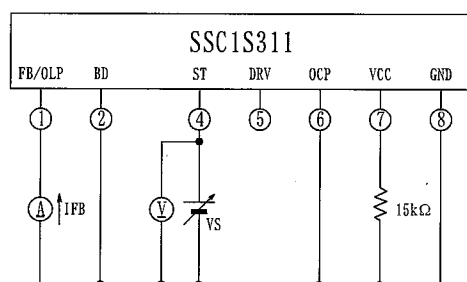 SSC1S311
FB/OLP BD ST DRV OCP VCC GND
1 2 4 5 6 7 8
A IFB V VS 15kΩ